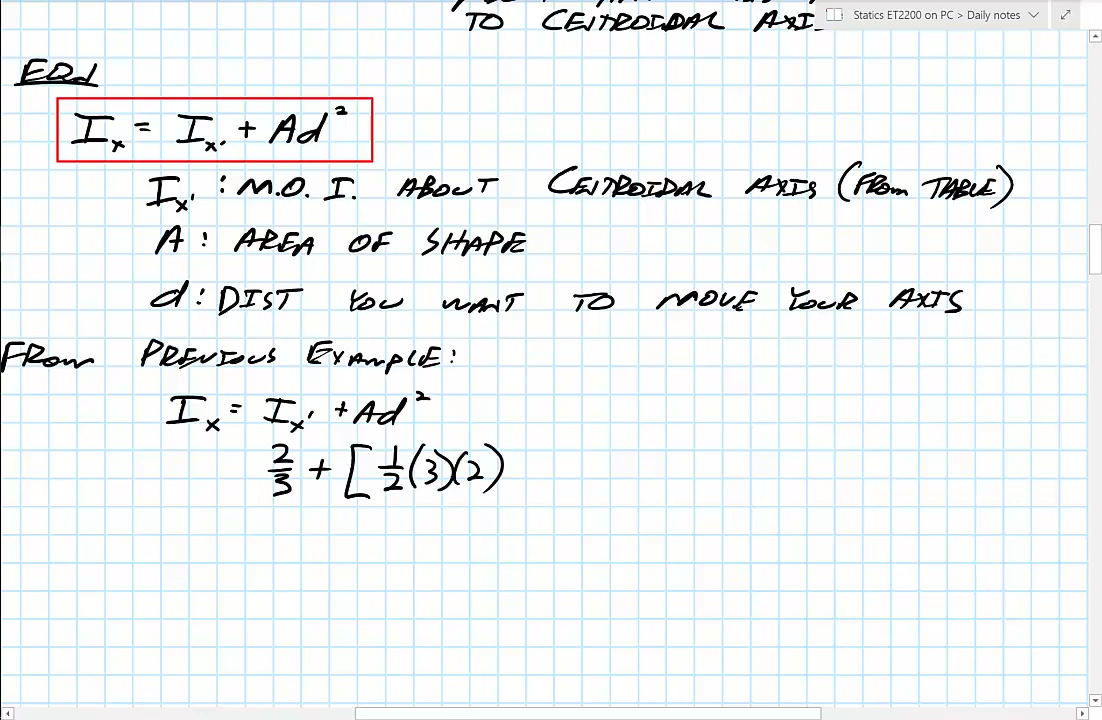 TO CENTROIDAL AXIS
Statics ET2200 on PC > Daily notes
EQN
Iₓ = Iₓ' + Ad²
Iₓ' : M.O.I. ABOUT CENTROIDAL AXIS (FROM TABLE)
A : AREA OF SHAPE
d : DIST YOU WANT TO MOVE YOUR AXIS
FROM PREVIOUS EXAMPLE:
Iₓ = Iₓ' + Ad²
2/3 + [1/2(3)(2)